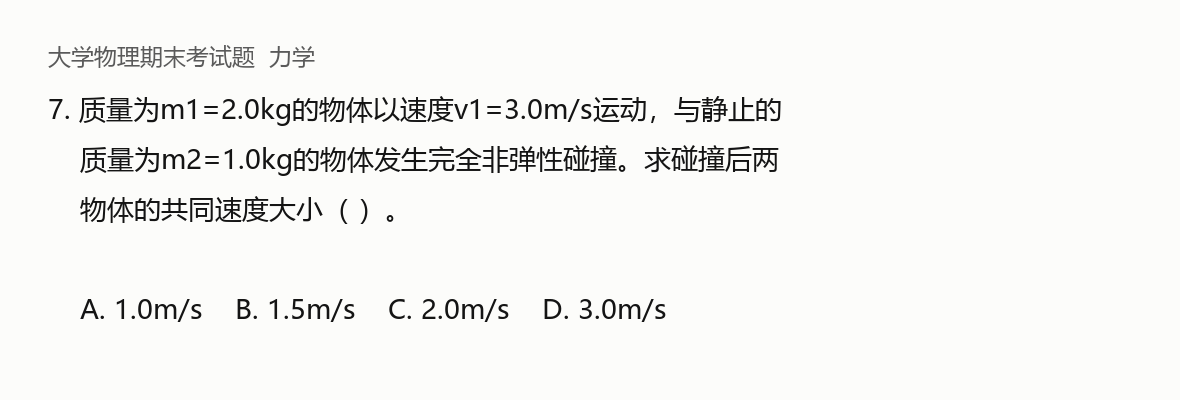 大学物理期末考试题 力学
7. 质量为m1=2.0kg的物体以速度v1=3.0m/s运动，与静止的
质量为m2=1.0kg的物体发生完全非弹性碰撞。求碰撞后两
物体的共同速度大小（ ）。
A. 1.0m/s B. 1.5m/s C. 2.0m/s D. 3.0m/s